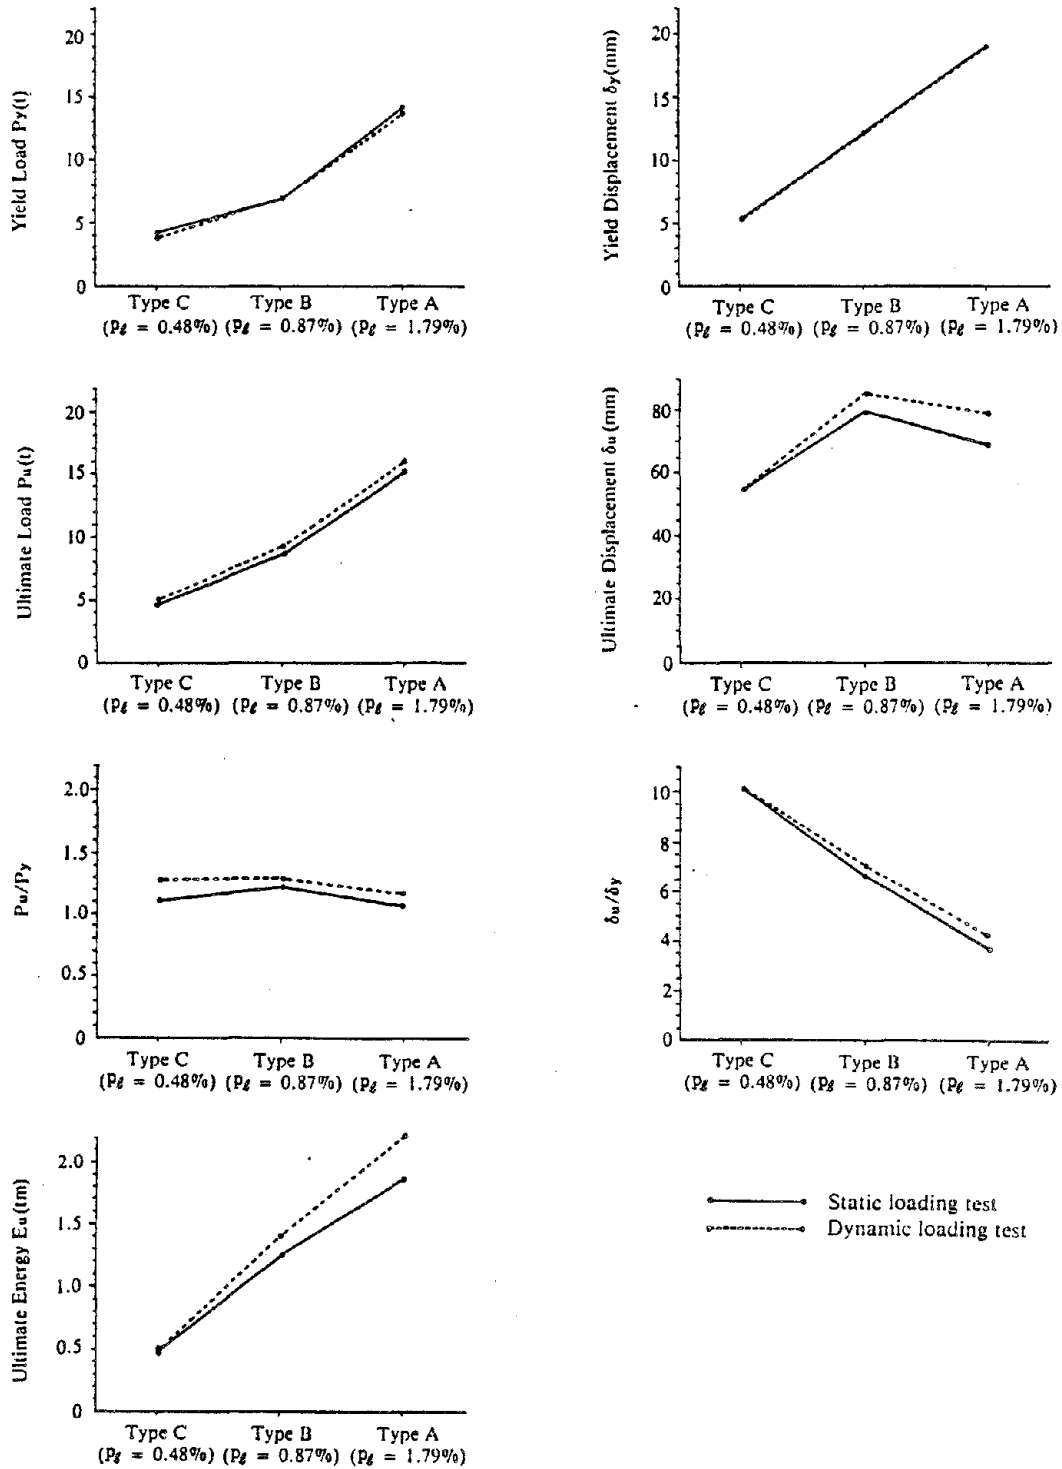 Yield Load Py(t)
20
15
10
5
0
Type C Type B Type A
(Pℓ = 0.48%) (Pℓ = 0.87%) (Pℓ = 1.79%)
Yield Displacement δy(mm)
20
15
10
5
0
Type C Type B Type A
(Pℓ = 0.48%) (Pℓ = 0.87%) (Pℓ = 1.79%)
Ultimate Load Pu(t)
20
15
10
5
0
Type C Type B Type A
(Pℓ = 0.48%) (Pℓ = 0.87%) (Pℓ = 1.79%)
Ultimate Displacement δu (mm)
80
60
40
20
0
Type C Type B Type A
(Pℓ = 0.48%) (Pℓ = 0.87%) (Pℓ = 1.79%)
Pu/Py
2.0
1.5
1.0
0.5
0
Type C Type B Type A
(Pℓ = 0.48%) (Pℓ = 0.87%) (Pℓ = 1.79%)
δu/δy
10
8
6
4
2
0
Type C Type B Type A
(Pℓ = 0.48%) (Pℓ = 0.87%) (Pℓ = 1.79%)
Ultimate Energy Eu(tm)
2.0
1.5
1.0
0.5
0
Type C Type B Type A
(Pℓ = 0.48%) (Pℓ = 0.87%) (Pℓ = 1.79%)
Static loading test
Dynamic loading test